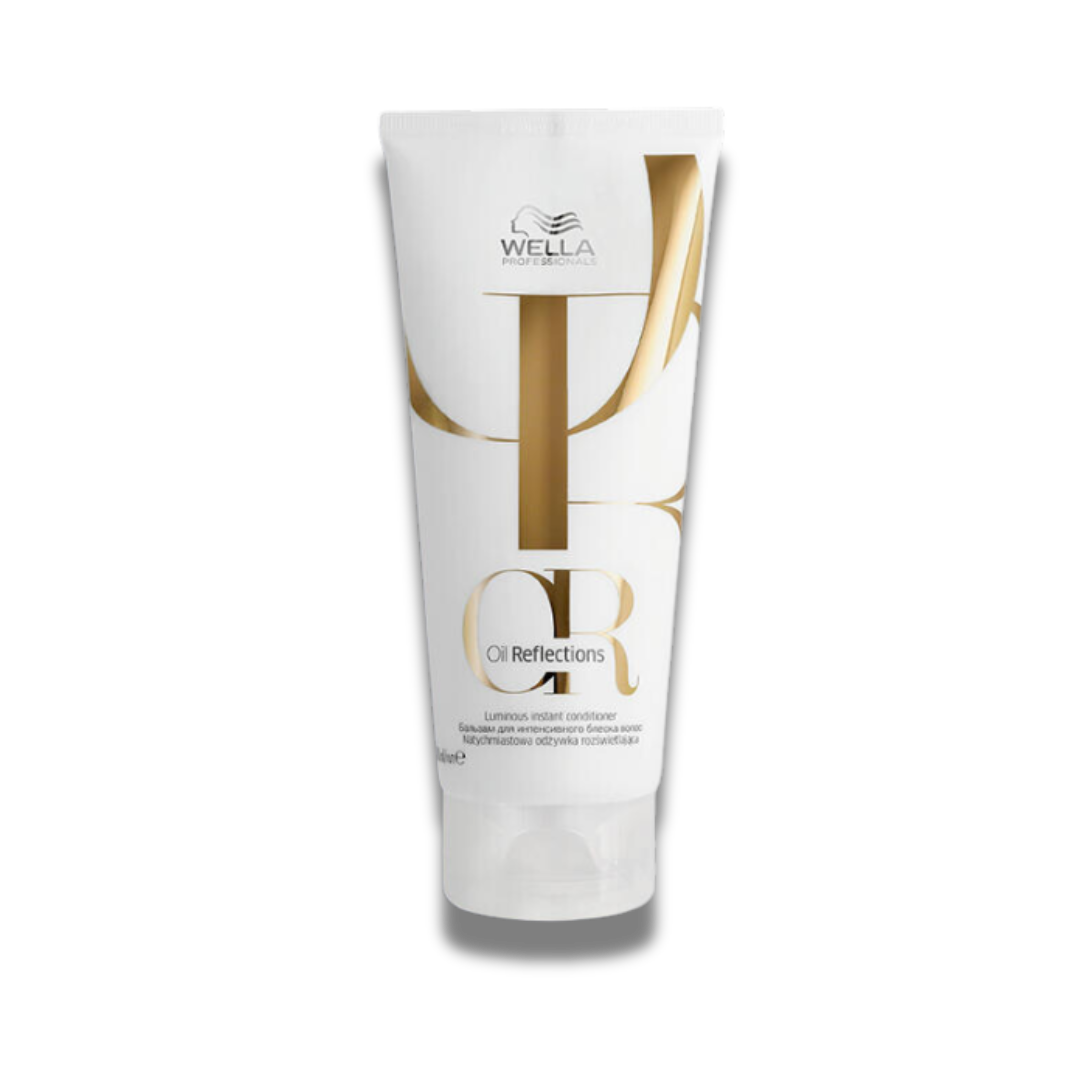 WELLA
PROFESSIONALS
OR
Oil Reflections
Luminous instant conditioner
Бальзам для интенсивного блеска волос
Natychmiastowa odżywka rozświetlająca
℮